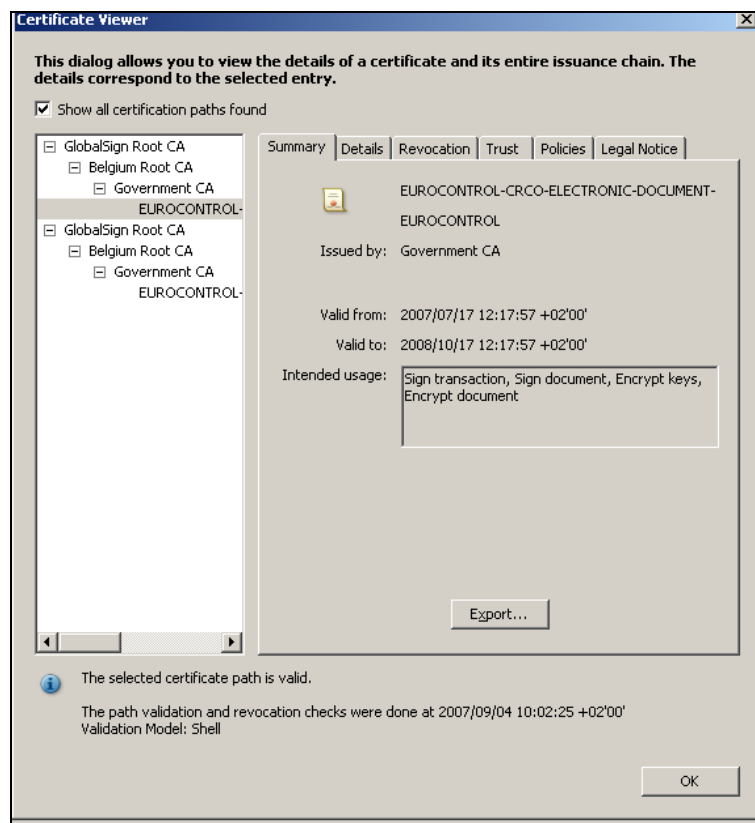 Certificate Viewer
This dialog allows you to view the details of a certificate and its entire issuance chain. The
details correspond to the selected entry.
Show all certification paths found
GlobalSign Root CA
Belgium Root CA
Government CA
EUROCONTROL-
GlobalSign Root CA
Belgium Root CA
Government CA
EUROCONTROL-
Summary Details Revocation Trust Policies Legal Notice
EUROCONTROL-CRCO-ELECTRONIC-DOCUMENT-
EUROCONTROL
Issued by: Government CA
Valid from: 2007/07/17 12:17:57 +02'00'
Valid to: 2008/10/17 12:17:57 +02'00'
Intended usage: Sign transaction, Sign document, Encrypt keys,
Encrypt document
Export...
The selected certificate path is valid.
The path validation and revocation checks were done at 2007/09/04 10:02:25 +02'00'
Validation Model: Shell
OK